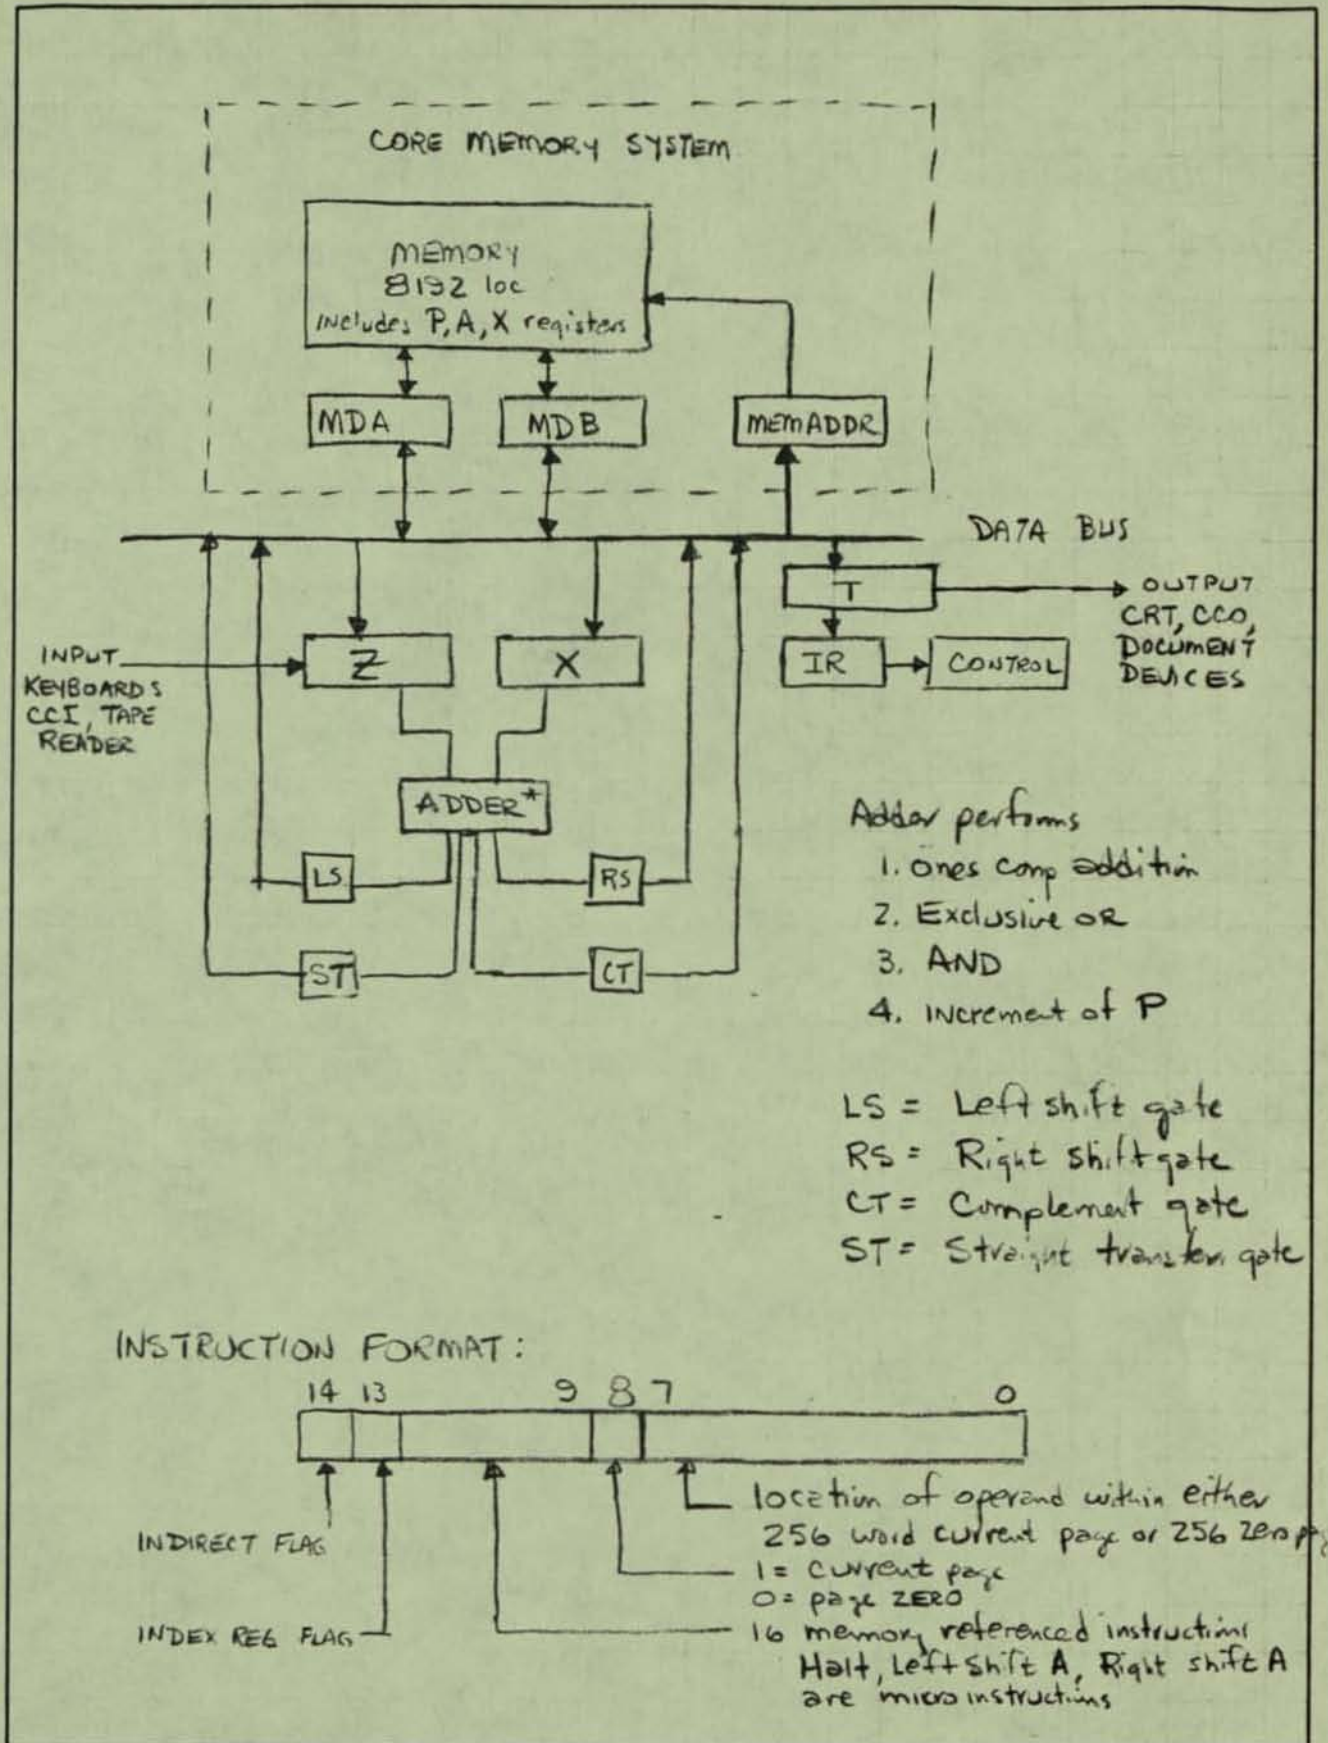 CORE MEMORY SYSTEM
MEMORY
8192 loc
includes P, A, X registers
MDA
MDB
MEMADDR
DATA BUS
T
OUTPUT
CRT, CCO,
DOCUMENT
DEVICES
INPUT
KEYBOARDS
CCI, TAPE
READER
Z
X
IR
CONTROL
ADDER*
LS
RS
ST
CT
Adder performs
1. Ones comp addition
2. Exclusive OR
3. AND
4. Increment of P
LS = Left shift gate
RS = Right shift gate
CT = Complement gate
ST = Straight transfer gate
INSTRUCTION FORMAT:
14 13 9 8 7 0
location of operand within either
256 word current page or 256 zero
INDIRECT FLAG
1 = current page
0 = page ZERO
INDEX REG FLAG
16 memory referenced instructions
Halt, Left Shift A, Right shift A
are micro instructions